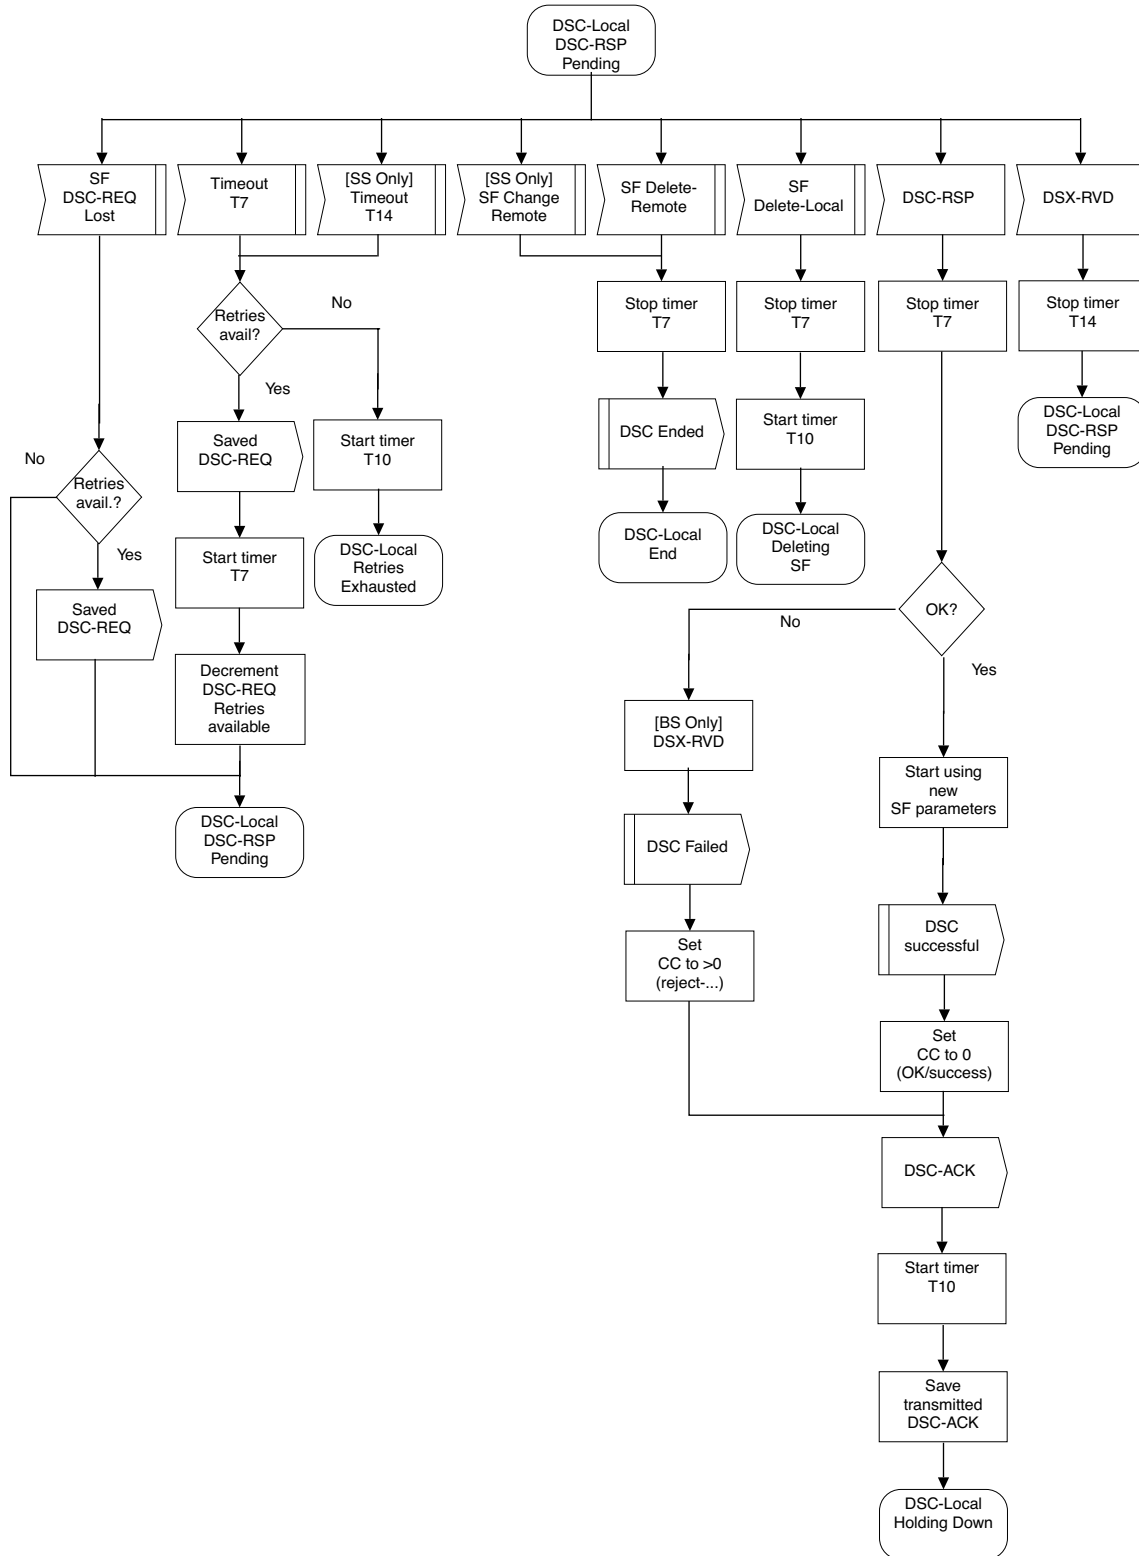 DSC-Local
DSC-RSP
Pending
SF
DSC-REQ
Lost
Timeout
T7
[SS Only]
Timeout
T14
[SS Only]
SF Change
Remote
SF Delete-
Remote
SF
Delete-Local
DSC-RSP
DSX-RVD
Retries
avail?
No
Yes
Stop timer
T7
Stop timer
T7
Stop timer
T7
Stop timer
T14
Saved
DSC-REQ
Start timer
T10
DSC Ended
Start timer
T10
DSC-Local
DSC-RSP
Pending
No
Retries
avail.?
Yes
Start timer
T7
DSC-Local
Retries
Exhausted
DSC-Local
End
DSC-Local
Deleting
SF
Saved
DSC-REQ
OK?
No
Yes
Decrement
DSC-REQ
Retries
available
[BS Only]
DSX-RVD
Start using
new
SF parameters
DSC-Local
DSC-RSP
Pending
DSC Failed
DSC
successful
Set
CC to >0
(reject-...)
Set
CC to 0
(OK/success)
DSC-ACK
Start timer
T10
Save
transmitted
DSC-ACK
DSC-Local
Holding Down